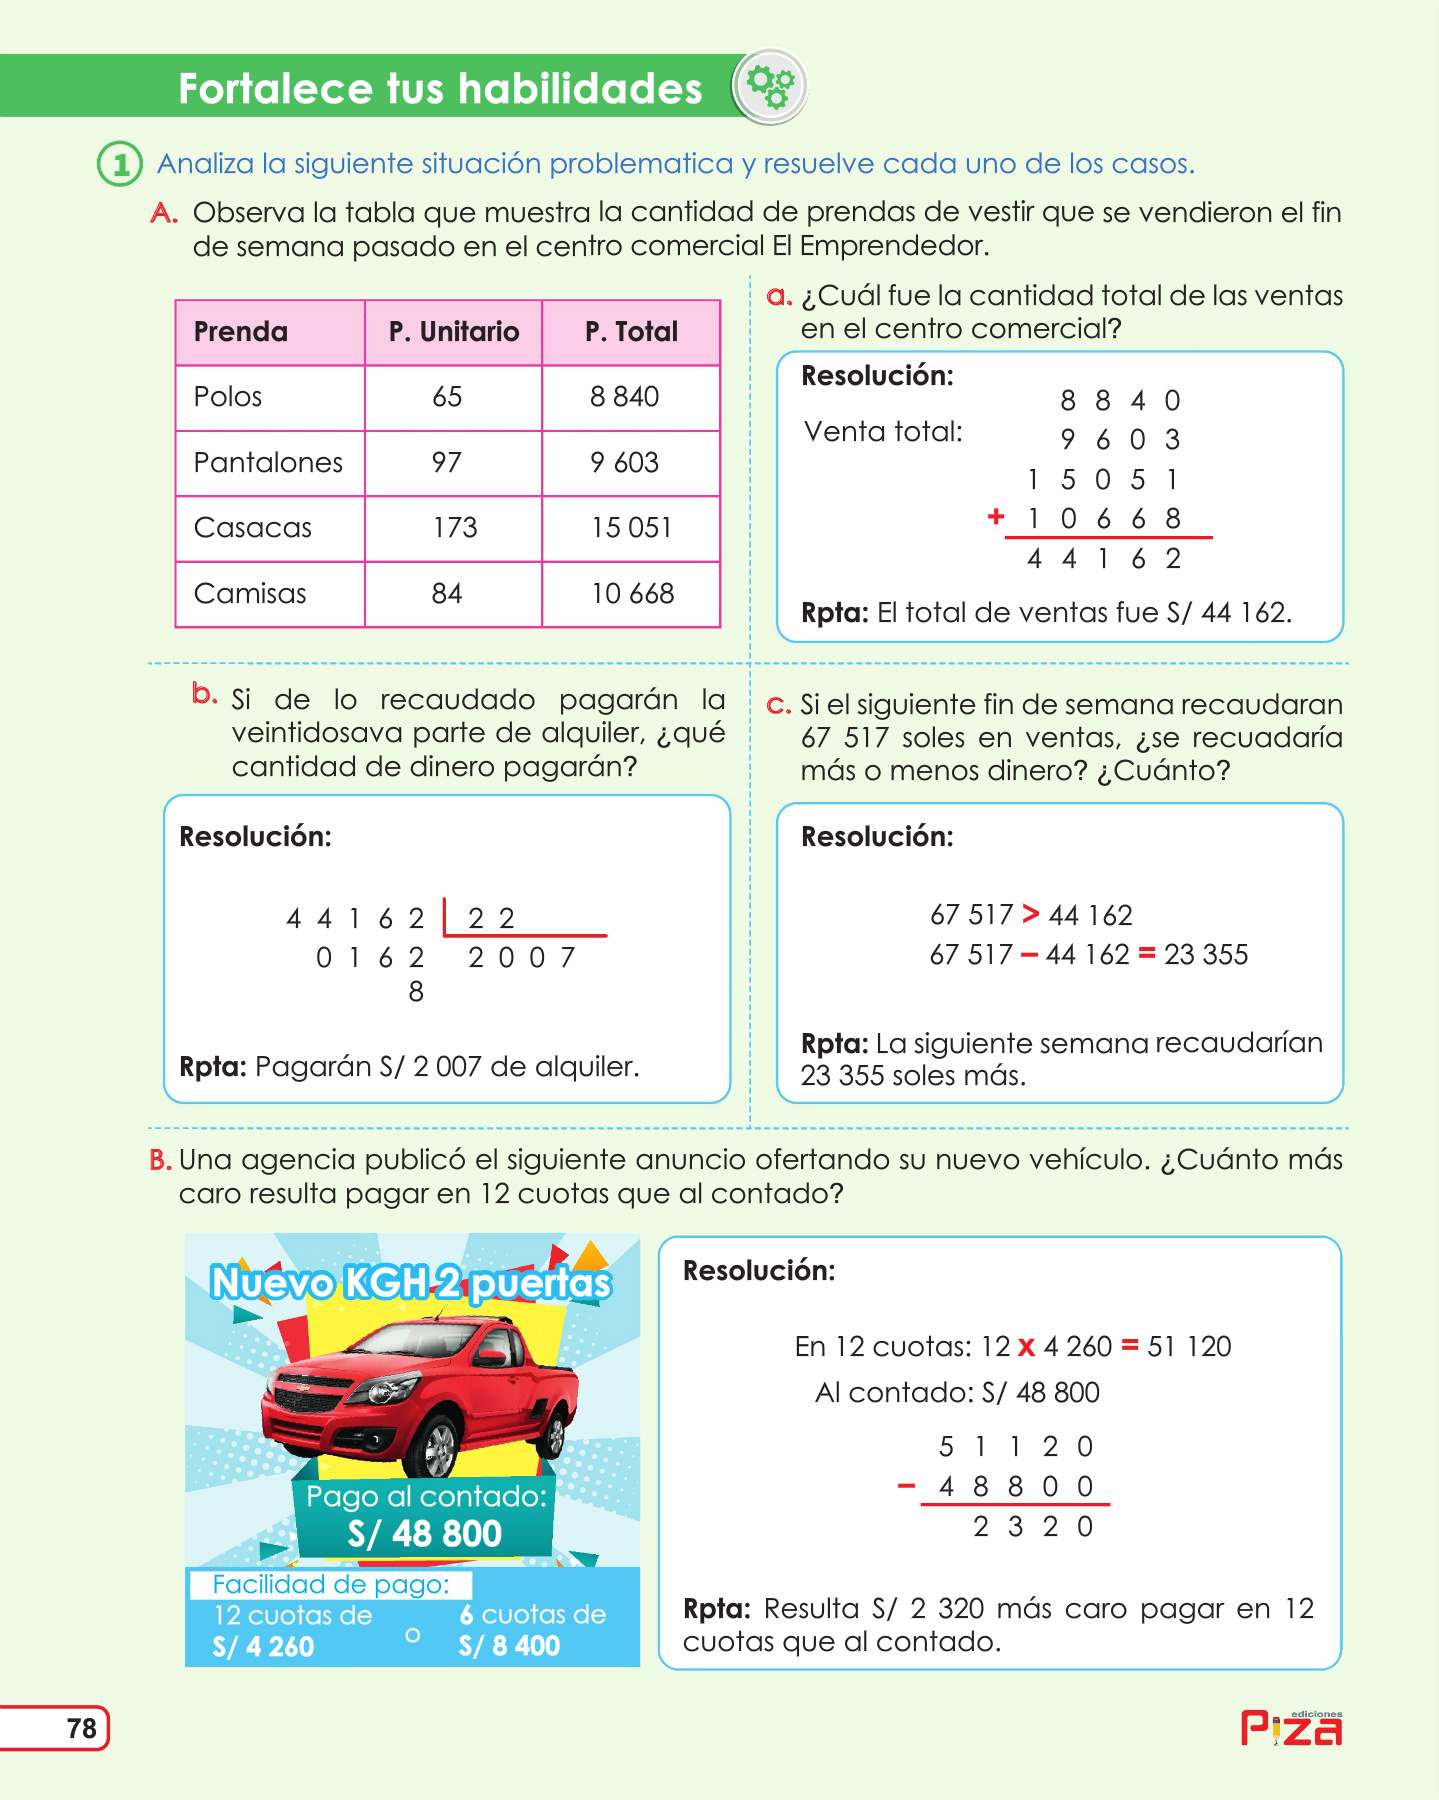 Fortalece tus habilidades
1 Analiza la siguiente situación problematica y resuelve cada uno de los casos.
A. Observa la tabla que muestra la cantidad de prendas de vestir que se vendieron el fin
de semana pasado en el centro comercial El Emprendedor.
Prenda P. Unitario P. Total
Polos 65 8 840
Pantalones 97 9 603
Casacas 173 15 051
Camisas 84 10 668
a. ¿Cuál fue la cantidad total de las ventas
en el centro comercial?
Resolución:
Venta total:
8 8 4 0
9 6 0 3
1 5 0 5 1
+ 1 0 6 6 8
4 4 1 6 2
Rpta: El total de ventas fue S/ 44 162.
b. Si de lo recaudado pagarán la
veintidosava parte de alquiler, ¿qué
cantidad de dinero pagarán?
Resolución:
4 4 1 6 2 2 2
0 1 6 2 2 0 0 7
8
Rpta: Pagarán S/ 2 007 de alquiler.
c. Si el siguiente fin de semana recaudaran
67 517 soles en ventas, ¿se recuadaría
más o menos dinero? ¿Cuánto?
Resolución:
67 517 > 44 162
67 517 – 44 162 = 23 355
Rpta: La siguiente semana recaudarían
23 355 soles más.
B. Una agencia publicó el siguiente anuncio ofertando su nuevo vehículo. ¿Cuánto más
caro resulta pagar en 12 cuotas que al contado?
Nuevo KGH 2 puertas
Pago al contado:
S/ 48 800
Facilidad de pago:
12 cuotas de
S/ 4 260
o
6 cuotas de
S/ 8 400
Resolución:
En 12 cuotas: 12 x 4 260 = 51 120
Al contado: S/ 48 800
5 1 1 2 0
– 4 8 8 0 0
2 3 2 0
Rpta: Resulta S/ 2 320 más caro pagar en 12
cuotas que al contado.
78
ediciones
Piza